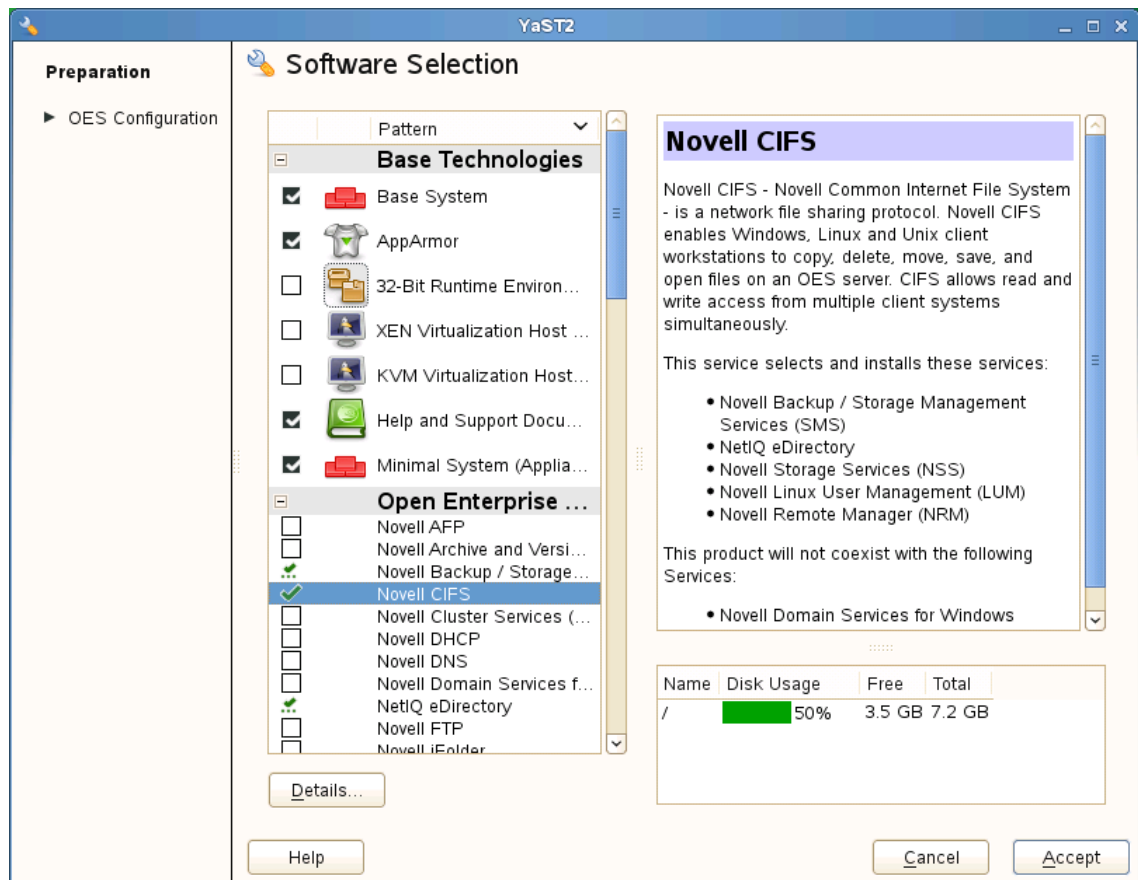 YaST2
Preparation
OES Configuration
Software Selection
Pattern
Base Technologies
Base System
AppArmor
32-Bit Runtime Environ...
XEN Virtualization Host ...
KVM Virtualization Host...
Help and Support Docu...
Minimal System (Applia...
Open Enterprise ...
Novell AFP
Novell Archive and Versi...
Novell Backup / Storage...
Novell CIFS
Novell Cluster Services (...
Novell DHCP
Novell DNS
Novell Domain Services f...
NetIQ eDirectory
Novell FTP
Novell iFolder
Details...
Novell CIFS
Novell CIFS - Novell Common Internet File System
- is a network file sharing protocol. Novell CIFS
enables Windows, Linux and Unix client
workstations to copy, delete, move, save, and
open files on an OES server. CIFS allows read and
write access from multiple client systems
simultaneously.
This service selects and installs these services:
• Novell Backup / Storage Management
Services (SMS)
• NetIQ eDirectory
• Novell Storage Services (NSS)
• Novell Linux User Management (LUM)
• Novell Remote Manager (NRM)
This product will not coexist with the following
Services:
• Novell Domain Services for Windows
Name Disk Usage Free Total
/ 50% 3.5 GB 7.2 GB
Help
Cancel
Accept